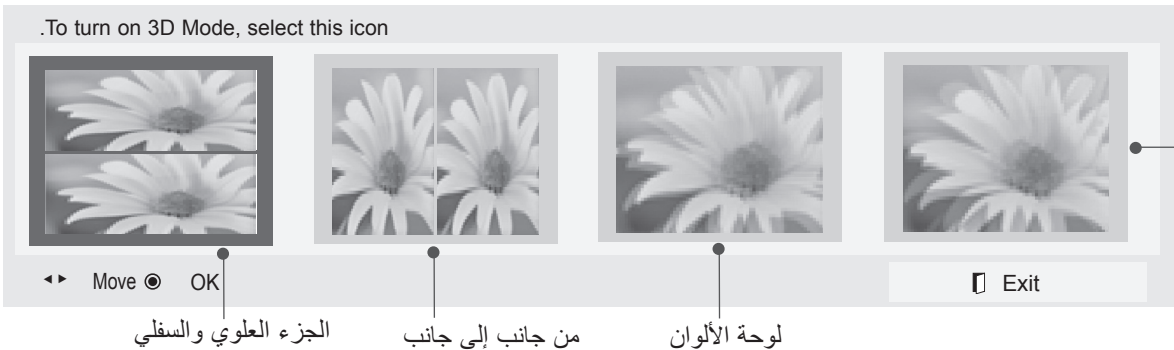 .To turn on 3D Mode, select this icon
◄► Move ◉ OK
Exit
الجزء العلوي والسفلي
من جانب إلى جانب
لوحة الألوان